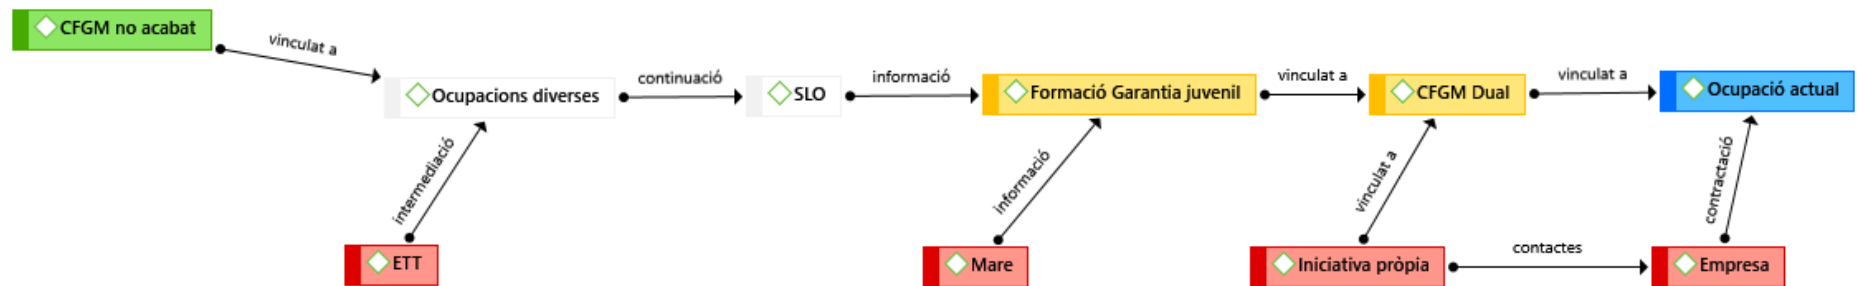 CFGM no acabat
vinculat a
Ocupacions diverses
continuació
SLO
informació
Formació Garantia juvenil
vinculat a
CFGM Dual
vinculat a
Ocupació actual
intermediació
informació
vinculat a
contractació
ETT
Mare
Iniciativa pròpia
contactes
Empresa